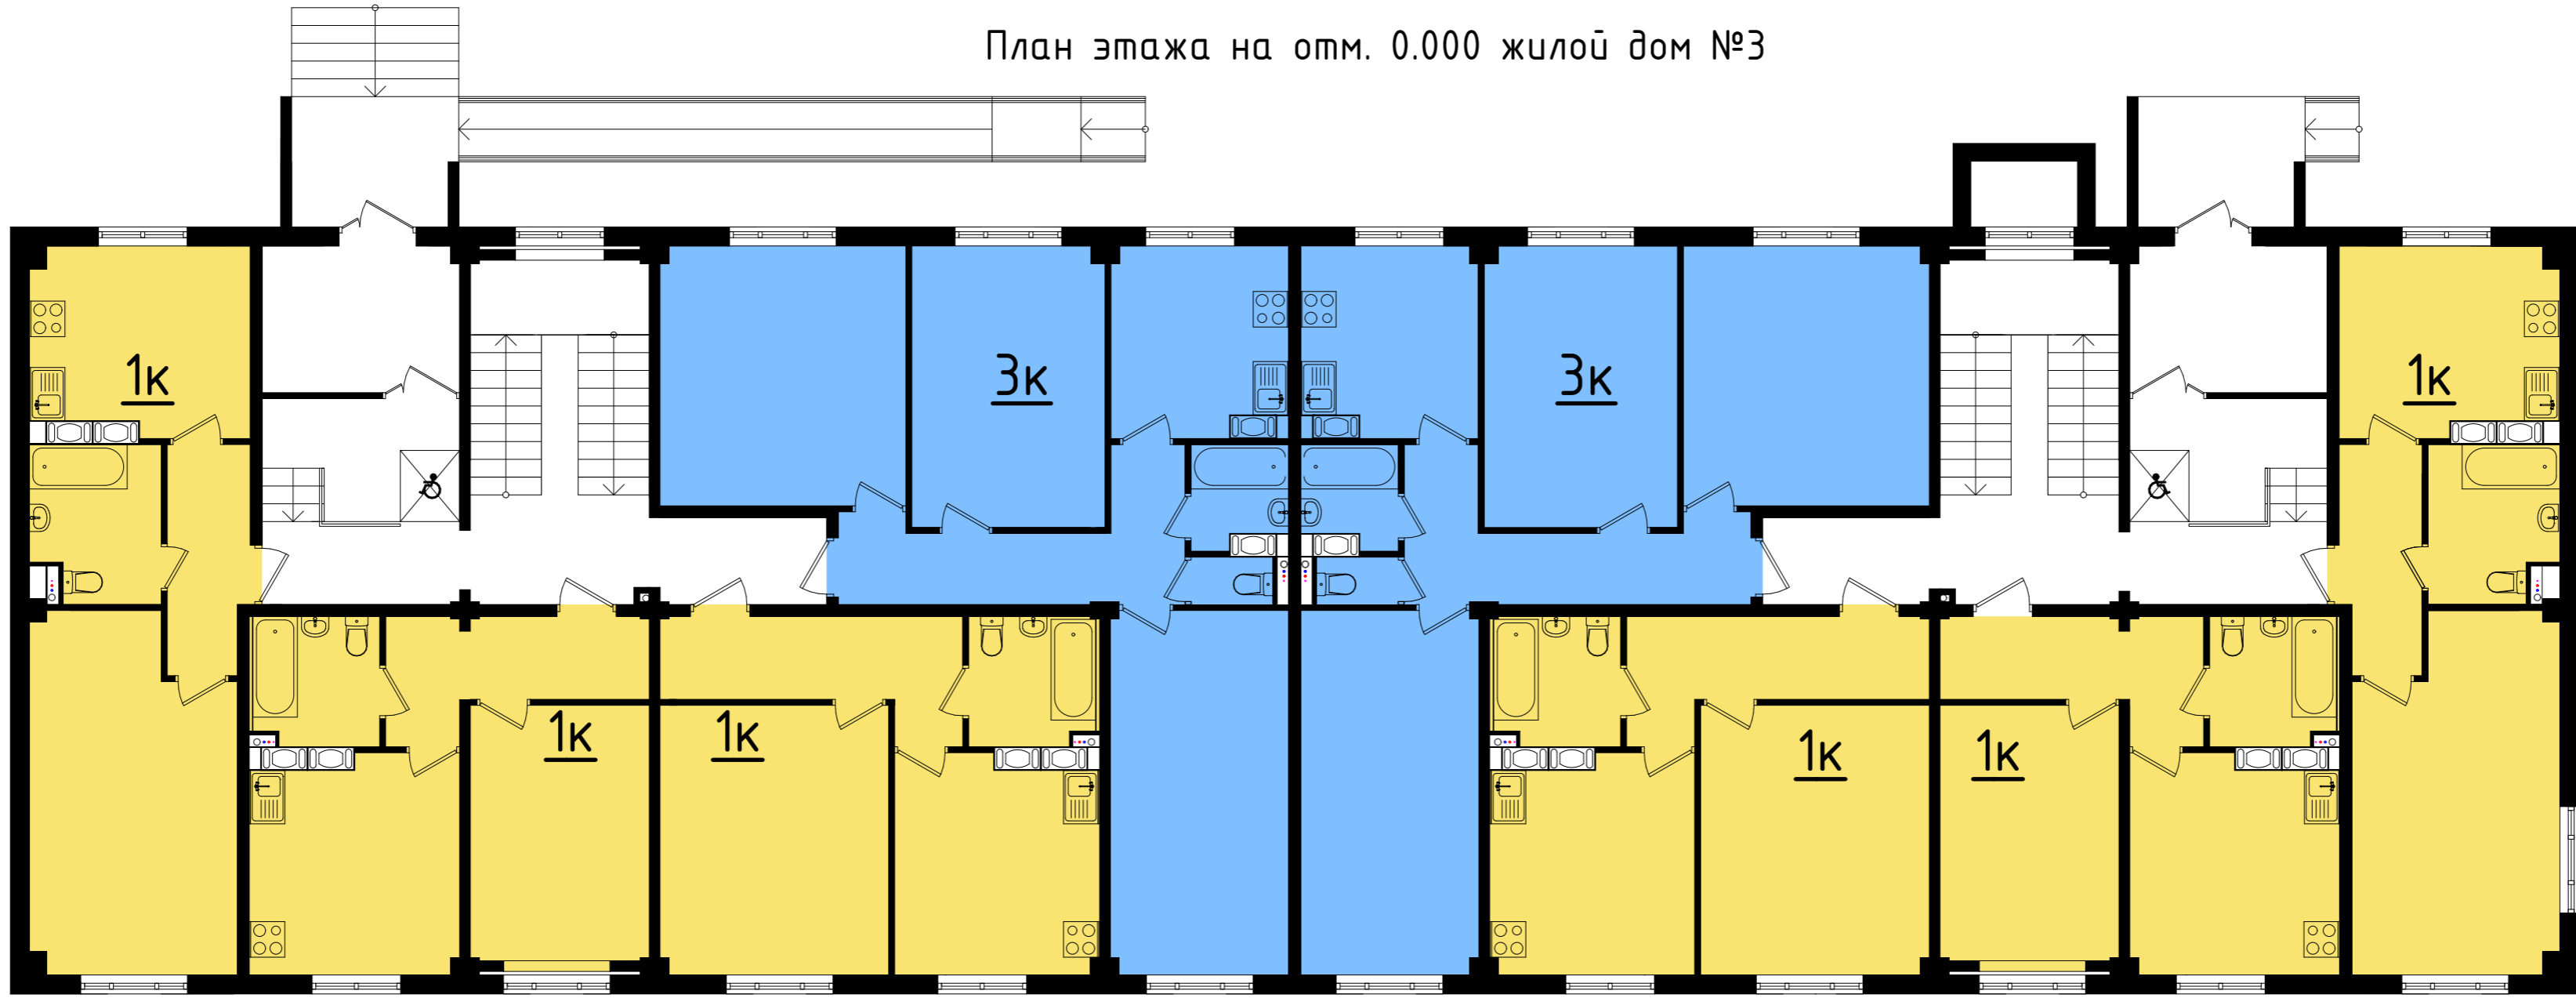 План этажа на отм. 0.000 жилой дом №3
1к
3к
3к
1к
1к
1к
1к
1к